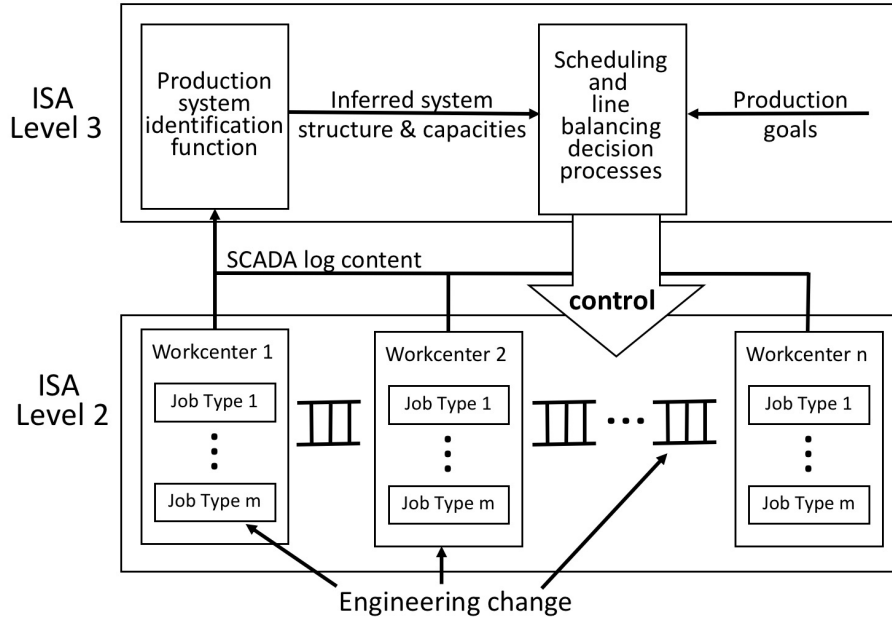 ISA
Level 3
Production
system
identification
function
Inferred system
structure & capacities
Scheduling
and
line
balancing
decision
processes
Production
goals
SCADA log content
control
ISA
Level 2
Workcenter 1
Job Type 1
Job Type m
Workcenter 2
Job Type 1
Job Type m
Workcenter n
Job Type 1
Job Type m
Engineering change